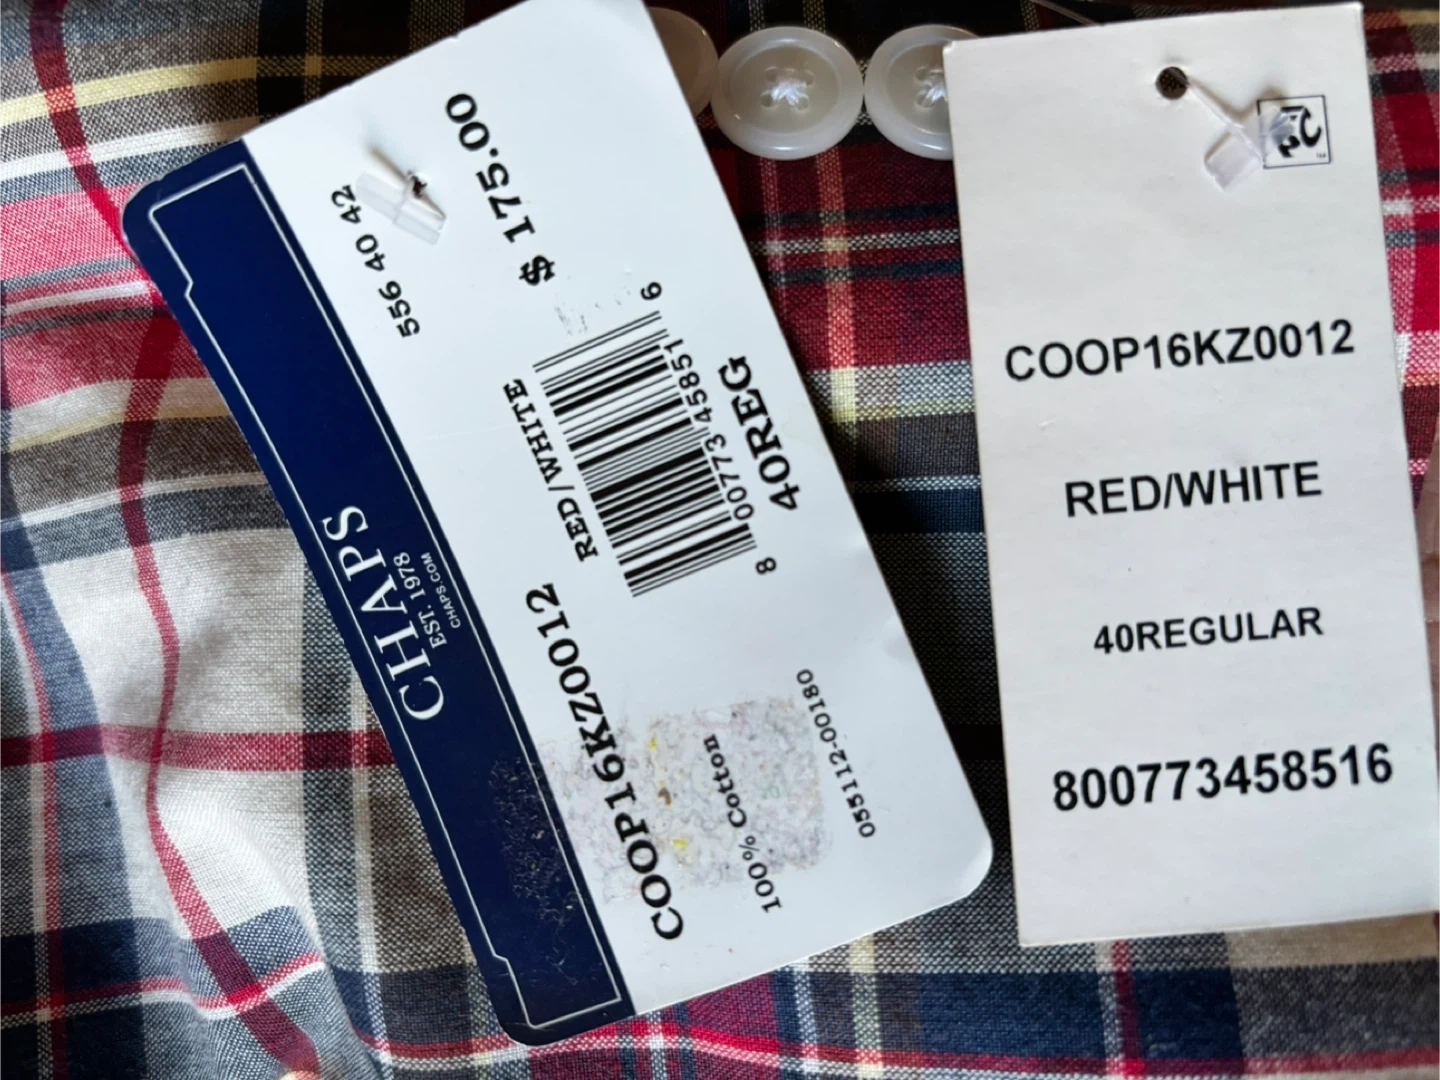 CHAPS
EST. 1978
CHAPS.COM
556 40 42
$ 175.00
COOP16KZ0012
RED/WHITE
8 00773 45851 6
40REG
100% Cotton
055112-00180
COOP16KZ0012
RED/WHITE
40REGULAR
800773458516